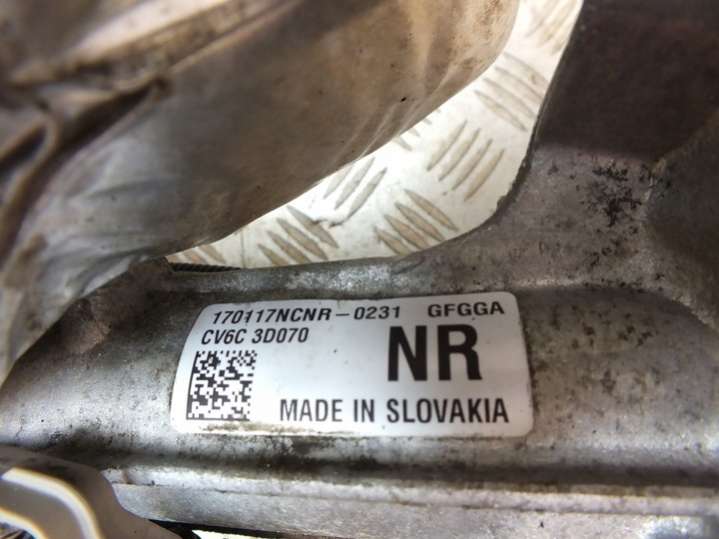 170117NCNR-0231 GFGGA
CV6C 3D070
NR
MADE IN SLOVAKIA